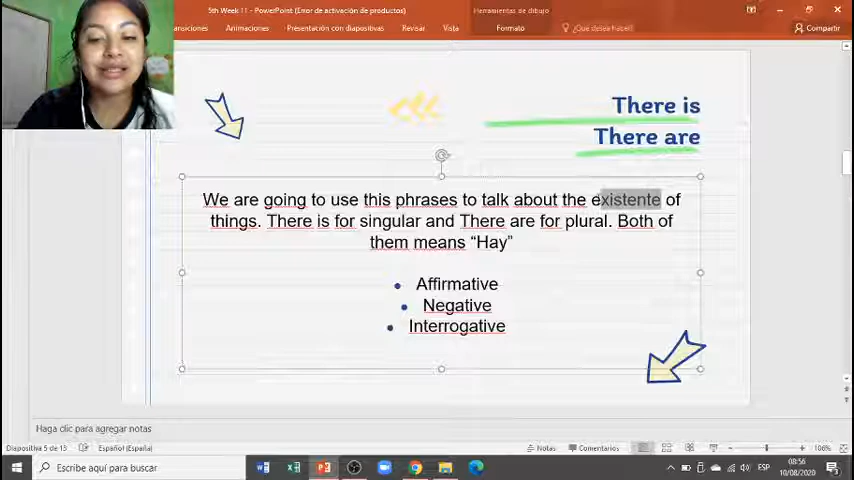 5th Week 11 - PowerPoint (Error de activación de productos)
Herramientas de dibujo
nsiciones
Animaciones
Presentación con diapositivas
Revisar
Vista
Formato
¿Qué desea hacer?
Compartir
There is
There are
We are going to use this phrases to talk about the existente of
things. There is for singular and There are for plural. Both of
them means “Hay”
• Affirmative
• Negative
• Interrogative
Haga clic para agregar notas
Diapositiva 5 de 13
Español (España)
Notas
Comentarios
106%
Escribe aquí para buscar
ESP
08:56
10/08/2020